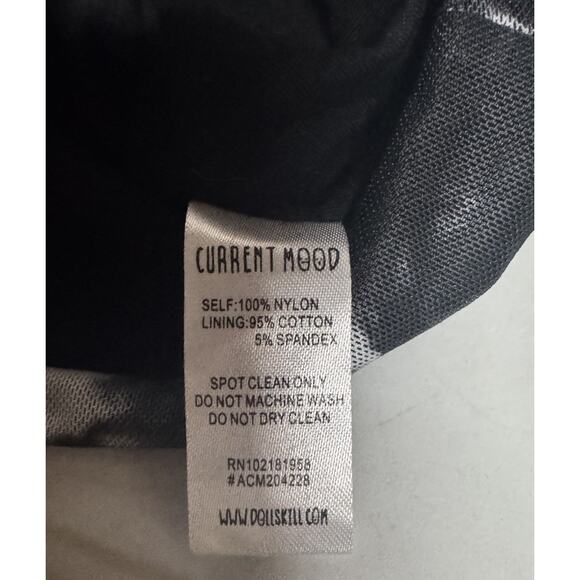 CURRENT MOOD
SELF:100% NYLON
LINING:95% COTTON
5% SPANDEX
SPOT CLEAN ONLY
DO NOT MACHINE WASH
DO NOT DRY CLEAN
RN102181958
#ACM204228
WWW.DOLLSKILL.COM